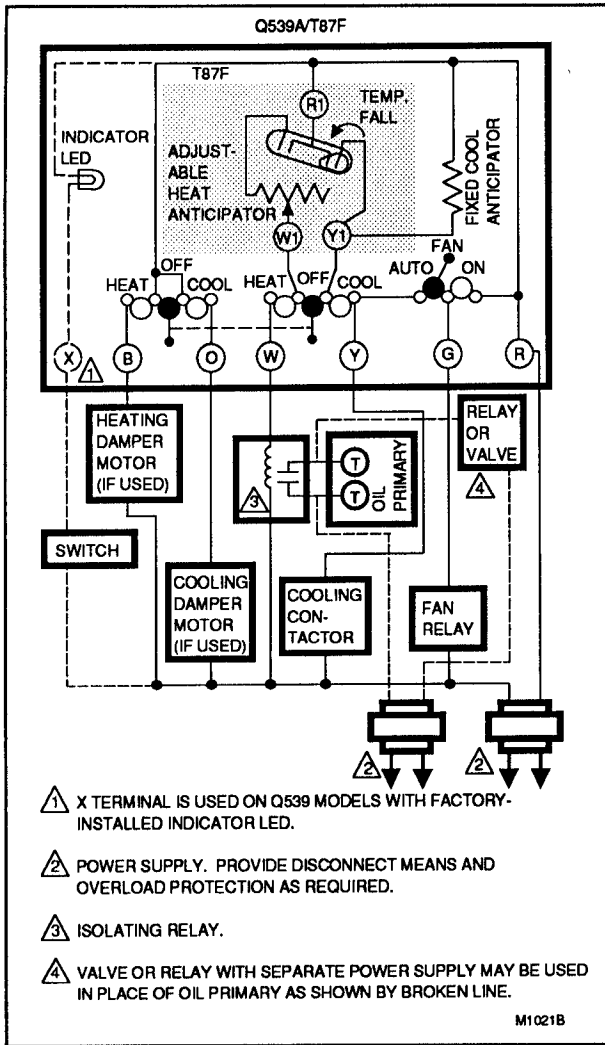 Q539A/T87F
T87F
R1
TEMP.
FALL
INDICATOR
LED
ADJUST-
ABLE
HEAT
ANTICIPATOR
FIXED COOL
ANTICIPATOR
W1
Y1
FAN
AUTO ON
HEAT OFF COOL
HEAT OFF COOL
X
1
B
O
W
Y
G
R
HEATING
DAMPER
MOTOR
(IF USED)
3
T
T
OIL
PRIMARY
RELAY
OR
VALVE
4
SWITCH
COOLING
DAMPER
MOTOR
(IF USED)
COOLING
CON-
TACTOR
FAN
RELAY
2
2
1 X TERMINAL IS USED ON Q539 MODELS WITH FACTORY-
INSTALLED INDICATOR LED.
2 POWER SUPPLY. PROVIDE DISCONNECT MEANS AND
OVERLOAD PROTECTION AS REQUIRED.
3 ISOLATING RELAY.
4 VALVE OR RELAY WITH SEPARATE POWER SUPPLY MAY BE USED
IN PLACE OF OIL PRIMARY AS SHOWN BY BROKEN LINE.
M1021B